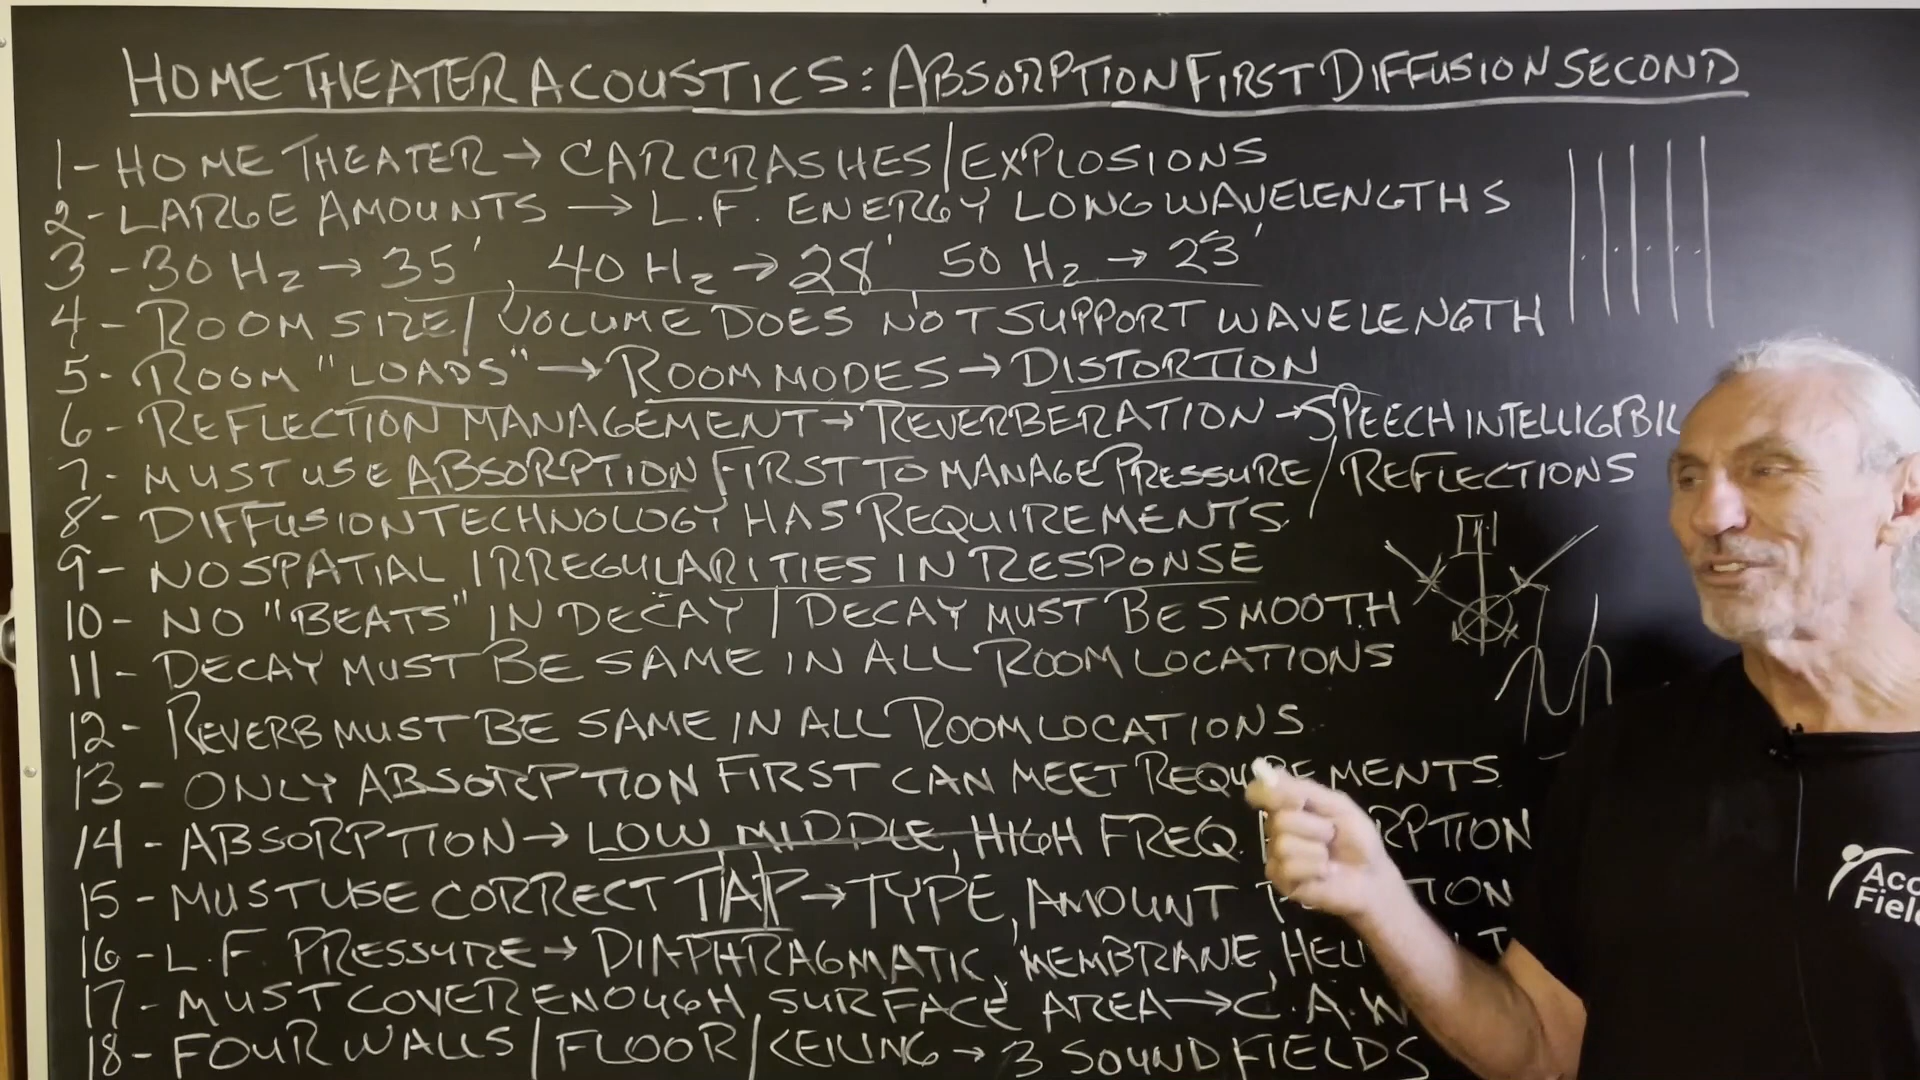 HOME THEATER ACOUSTICS: ABSORPTION FIRST DIFFUSION SECOND
1- HOME THEATER → CAR CRASHES/EXPLOSIONS
2- LARGE AMOUNTS → L.F. ENERGY LONG WAVELENGTHS
3- 30 Hz → 35', 40 Hz → 28' 50 Hz → 23'
4- ROOM SIZE/VOLUME DOES NOT SUPPORT WAVELENGTH
5- ROOM "LOADS" → ROOM MODES → DISTORTION
6- REFLECTION MANAGEMENT → REVERBERATION → SPEECH
7- MUST USE ABSORPTION FIRST TO MANAGE PRESSURE/REFLECTIONS
8- DIFFUSION TECHNOLOGY HAS REQUIREMENTS
9- NO SPATIAL IRREGULARITIES IN RESPONSE
10- NO "BEATS" IN DECAY/DECAY MUST BE SMOOTH
11- DECAY MUST BE SAME IN ALL ROOM LOCATIONS
12- REVERB MUST BE SAME IN ALL ROOM LOCATIONS
13- ONLY ABSORPTION FIRST CAN MEET REQUIREMENTS.
14- ABSORPTION → LOW MIDDLE, HIGH FREQ.
15- MUST USE CORRECT TAP → TYPE, AMOUNT
16- L.F. PRESSURE → DIAPHRAGMATIC, MEMBRANE,
17- MUST COVER ENOUGH SURFACE AREA → C.A.W
18- FOUR WALLS/FLOOR/CEILING → 3 SOUND FIELDS